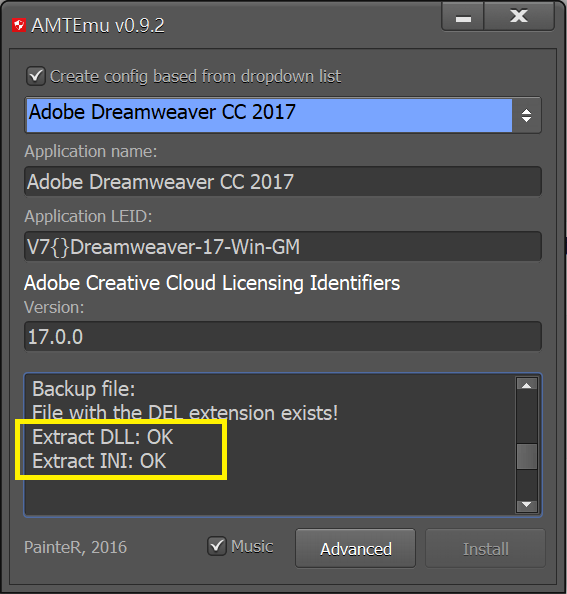 AMTEmu v0.9.2
Create config based from dropdown list
Adobe Dreamweaver CC 2017
Application name:
Adobe Dreamweaver CC 2017
Application LEID:
V7{}Dreamweaver-17-Win-GM
Adobe Creative Cloud Licensing Identifiers
Version:
17.0.0
Backup file:
File with the DFL extension exists!
Extract DLL: OK
Extract INI: OK
PainteR, 2016 Music Advanced Install